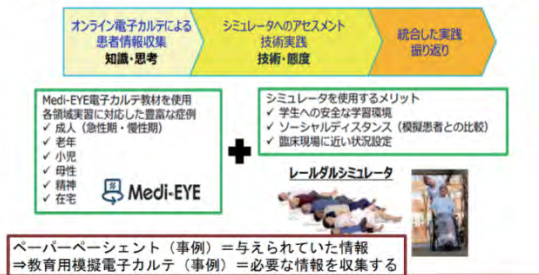 オンライン電子カルテによる
患者情報収集
知識・思考
シミュレータへのアセスメント
技術実践
技術・態度
統合した実践
振り返り
Medi-EYE電子カルテ教材を使用
各領域実習に対応した豊富な症例
✓ 成人（急性期・慢性期）
✓ 老年
✓ 小児
✓ 母性
✓ 精神
✓ 在宅
Medi-EYE
シミュレータを使用するメリット
✓ 学生への安全な学習環境
✓ ソーシャルディスタンス（模擬患者との比較）
✓ 臨床現場に近い状況設定
レールダルシミュレータ
ペーパーペーシェント（事例）＝与えられていた情報
⇒教育用模擬電子カルテ（事例）＝必要な情報を収集する